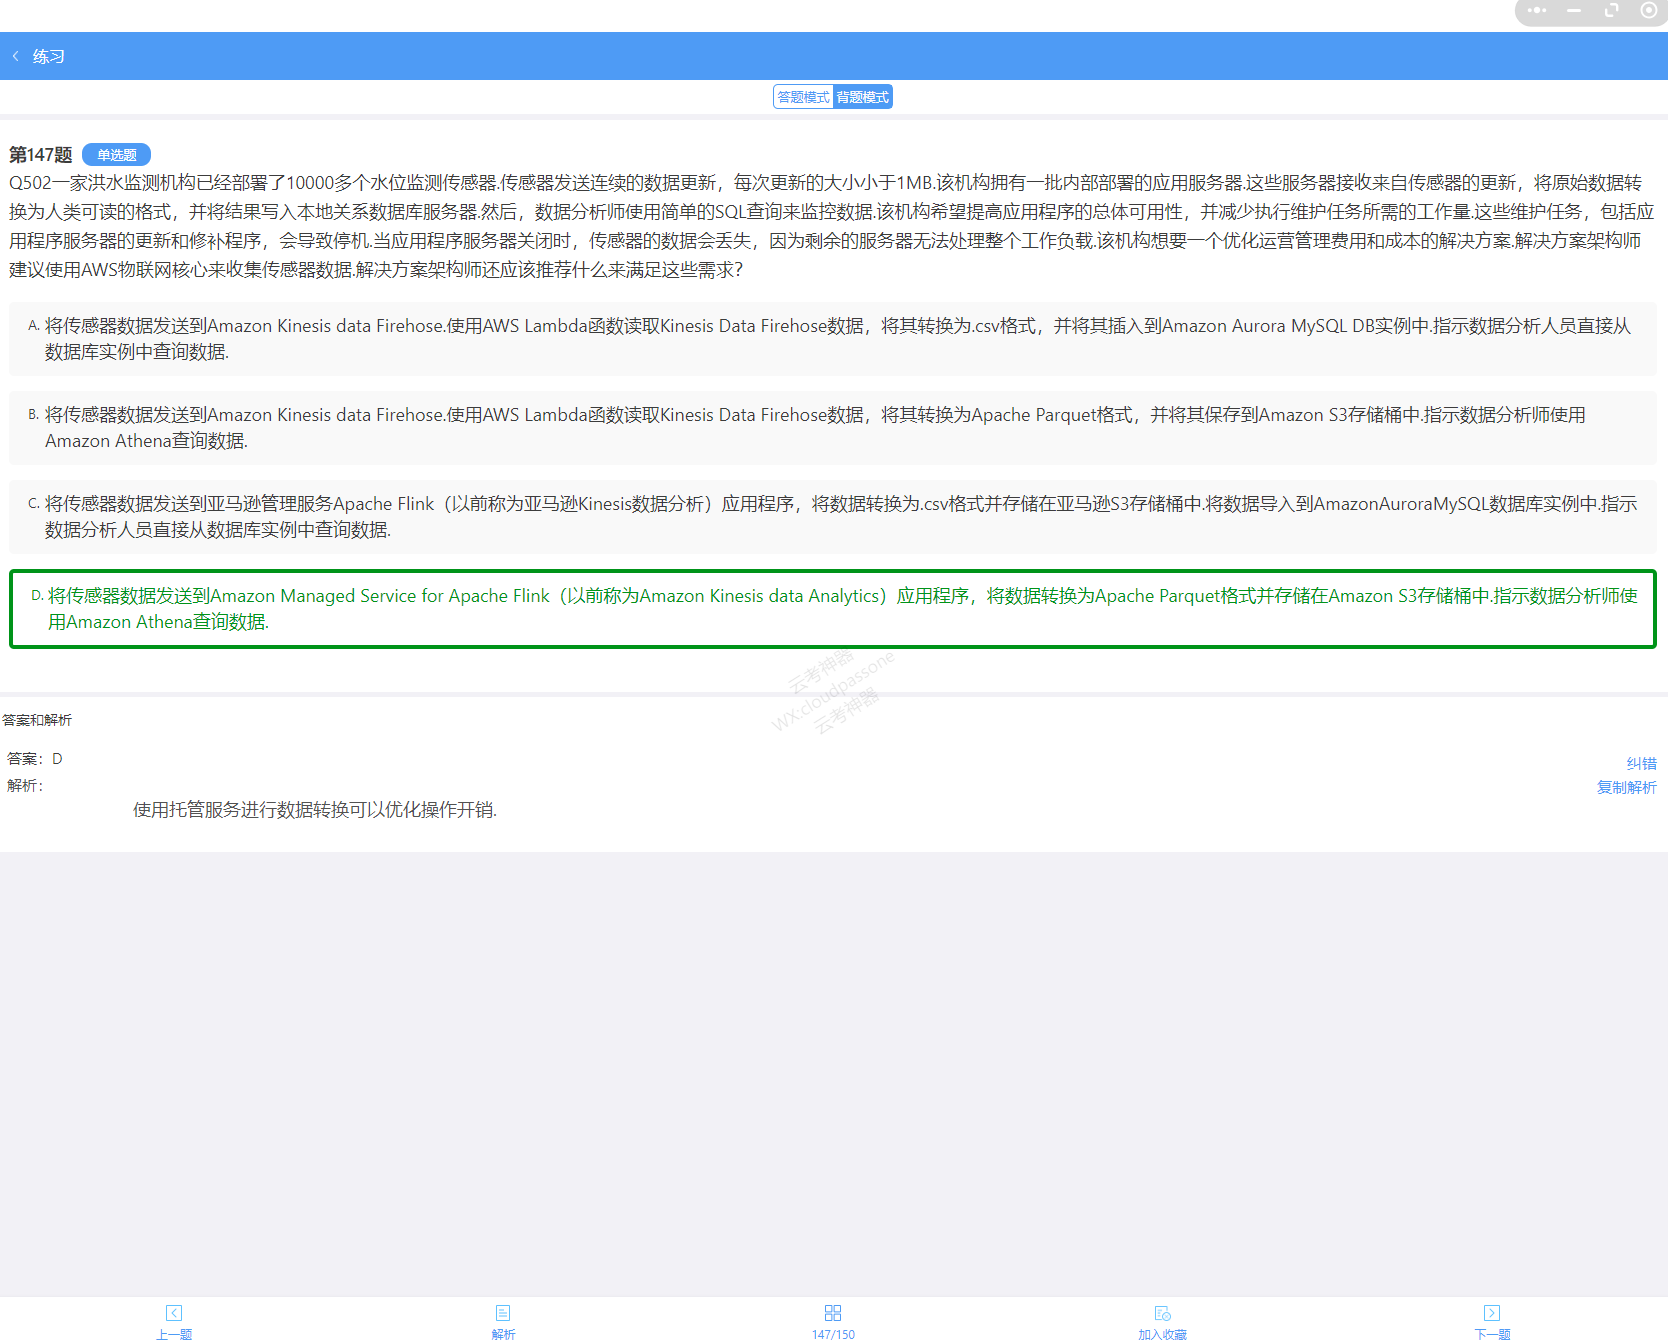 练习
答题模式 背题模式
第147题 单选题
Q502一家洪水监测机构已经部署了10000多个水位监测传感器.传感器发送连续的数据更新，每次更新的大小小于1MB.该机构拥有一批内部部署的应用服务器.这些服务器接收来自传感器的更新，将原始数据转
换为人类可读的格式，并将结果写入本地关系数据库服务器.然后，数据分析师使用简单的SQL查询来监控数据.该机构希望提高应用程序的总体可用性，并减少执行维护任务所需的工作量.这些维护任务，包括应
用程序服务器的更新和修补程序，会导致停机.当应用程序服务器关闭时，传感器的数据会丢失，因为剩余的服务器无法处理整个工作负载.该机构想要一个优化运营管理费用和成本的解决方案.解决方案架构师
建议使用AWS物联网核心来收集传感器数据.解决方案架构师还应该推荐什么来满足这些需求?
A. 将传感器数据发送到Amazon Kinesis data Firehose.使用AWS Lambda函数读取Kinesis Data Firehose数据，将其转换为.csv格式，并将其插入到Amazon Aurora MySQL DB实例中.指示数据分析人员直接从
数据库实例中查询数据.
B. 将传感器数据发送到Amazon Kinesis data Firehose.使用AWS Lambda函数读取Kinesis Data Firehose数据，将其转换为Apache Parquet格式，并将其保存到Amazon S3存储桶中.指示数据分析师使用
Amazon Athena查询数据.
C. 将传感器数据发送到亚马逊管理服务Apache Flink（以前称为亚马逊Kinesis数据分析）应用程序，将数据转换为.csv格式并存储在亚马逊S3存储桶中.将数据导入到AmazonAuroraMySQL数据库实例中.指示
数据分析人员直接从数据库实例中查询数据.
D. 将传感器数据发送到Amazon Managed Service for Apache Flink（以前称为Amazon Kinesis data Analytics）应用程序，将数据转换为Apache Parquet格式并存储在Amazon S3存储桶中.指示数据分析师使
用Amazon Athena查询数据.
云考神器
WX:cloudpassone
云考神器
答案和解析
答案：D
纠错
解析：
复制解析
使用托管服务进行数据转换可以优化操作开销.
上一题 解析 147/150 加入收藏 下一题